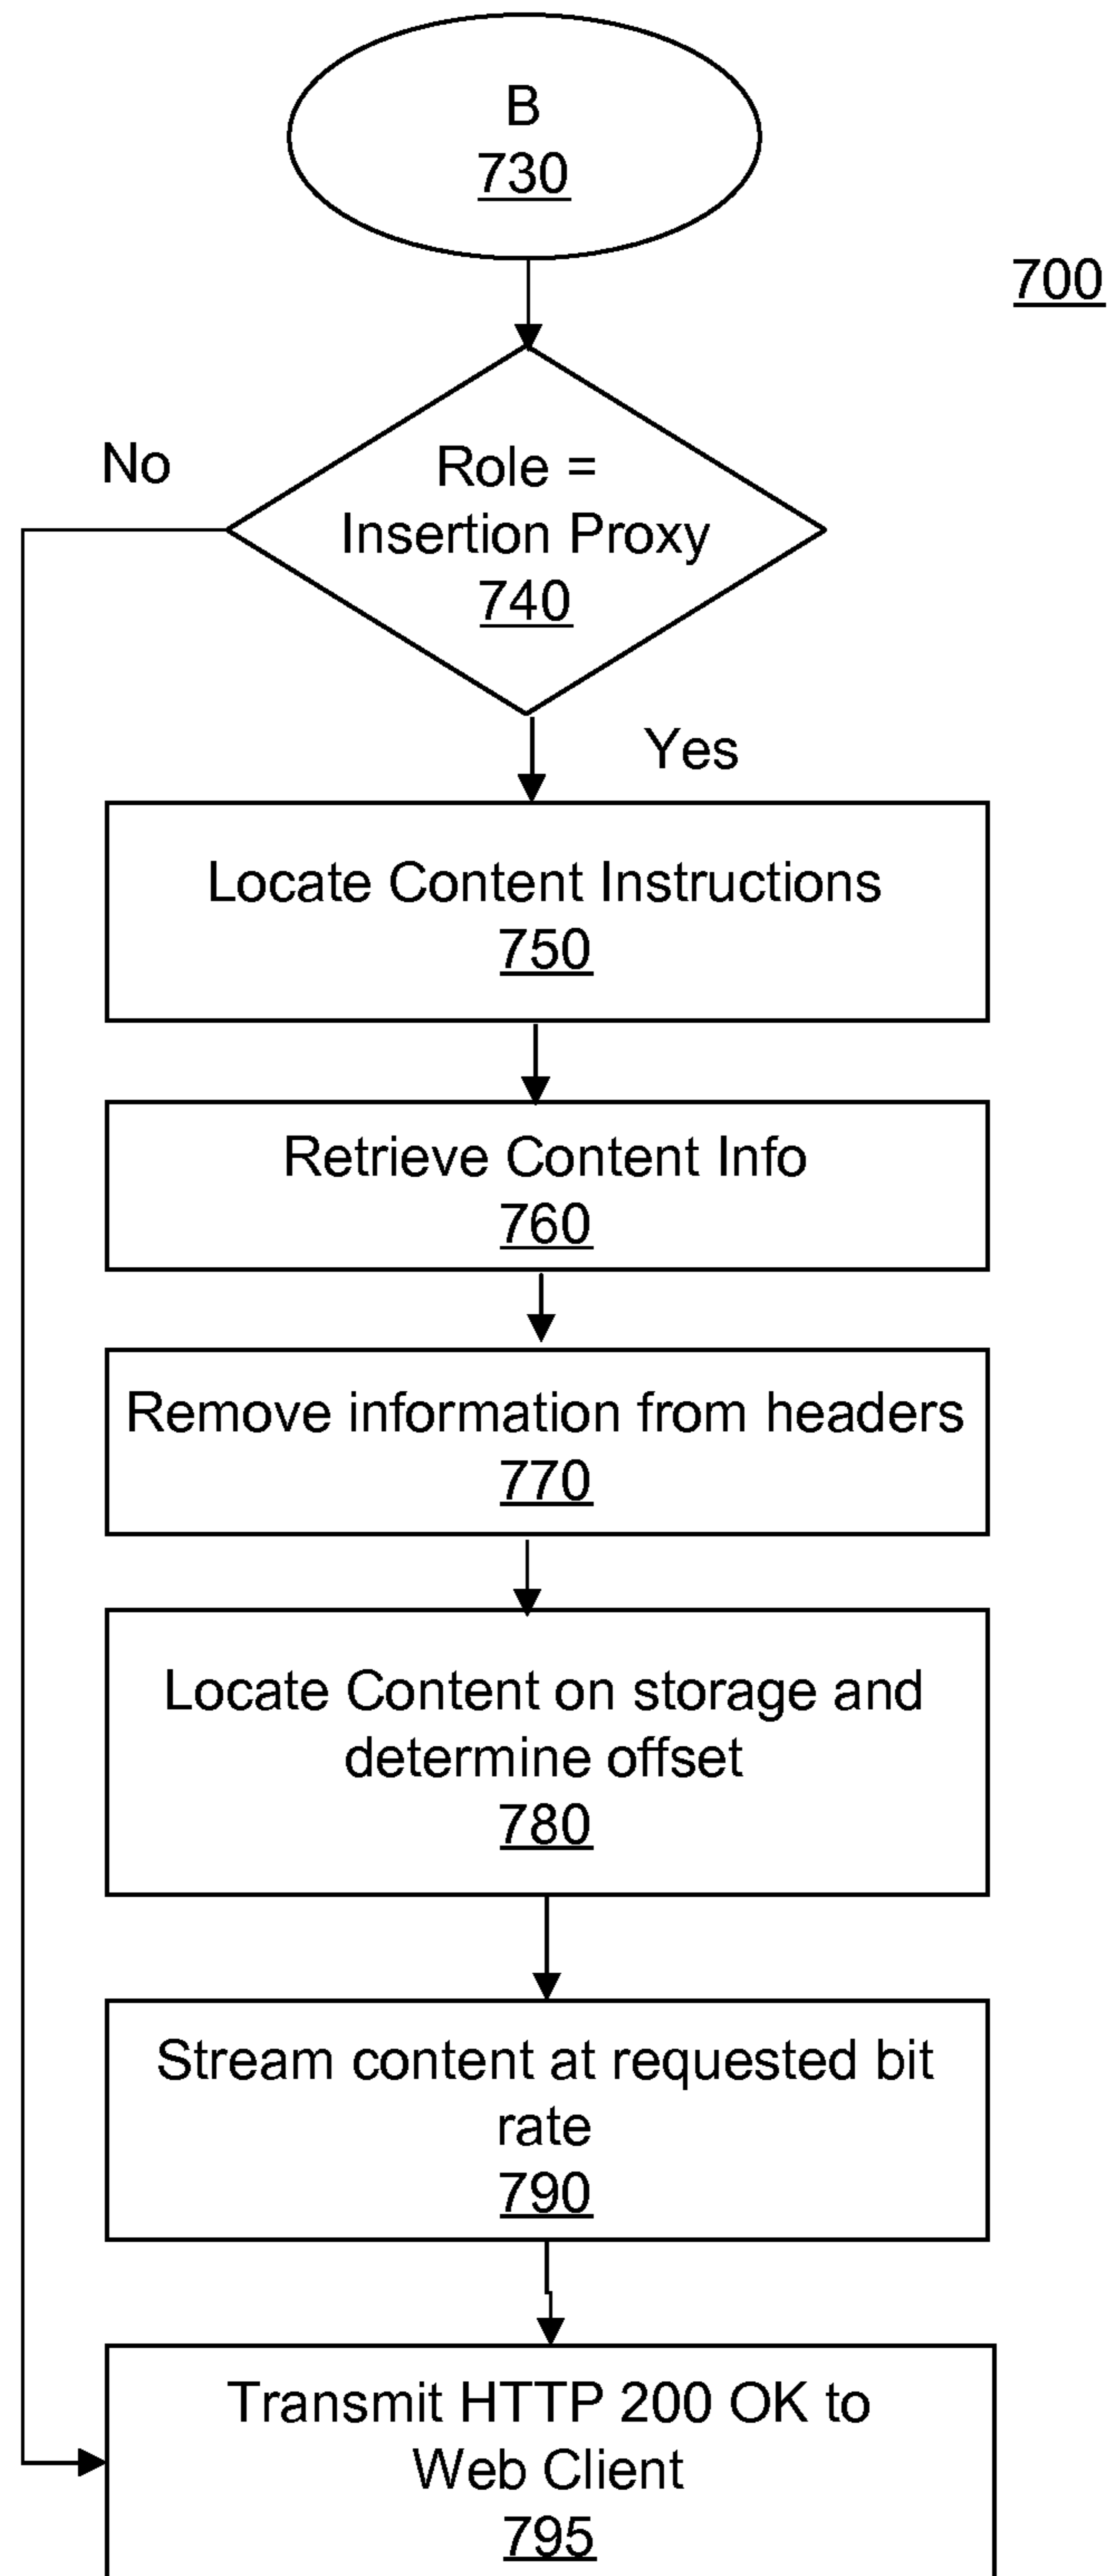 B
730
700
No
Role =
Insertion Proxy
740
Yes
Locate Content Instructions
750
Retrieve Content Info
760
Remove information from headers
770
Locate Content on storage and
determine offset
780
Stream content at requested bit
rate
790
Transmit HTTP 200 OK to
Web Client
795